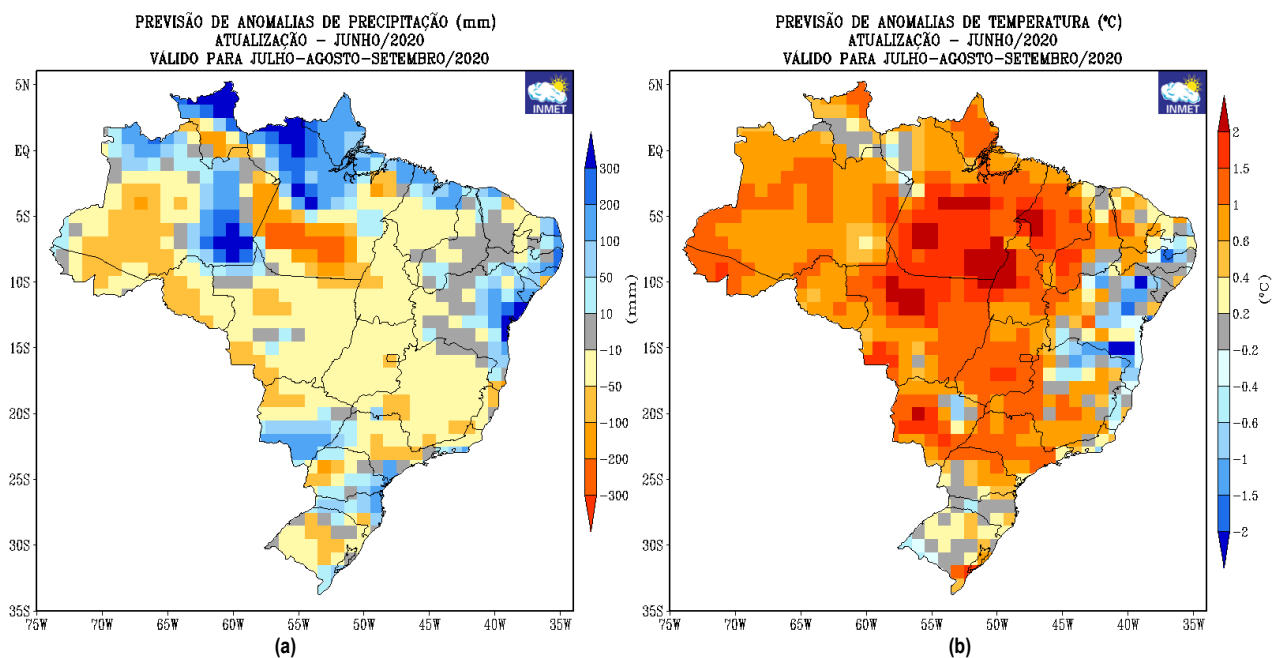 PREVISÃO DE ANOMALIAS DE PRECIPITAÇÃO (mm)
ATUALIZAÇÃO – JUNHO/2020
VÁLIDO PARA JULHO–AGOSTO–SETEMBRO/2020
INMET
5N
EQ
5S
10S
15S
20S
25S
30S
35S
75W
70W
65W
60W
55W
50W
45W
40W
35W
300
200
100
50
10
−10
−50
−100
−200
−300
(mm)
(a)
PREVISÃO DE ANOMALIAS DE TEMPERATURA (°C)
ATUALIZAÇÃO – JUNHO/2020
VÁLIDO PARA JULHO–AGOSTO–SETEMBRO/2020
INMET
5N
EQ
5S
10S
15S
20S
25S
30S
35S
75W
70W
65W
60W
55W
50W
45W
40W
35W
2
1.5
1
0.6
0.4
0.2
−0.2
−0.4
−0.6
−1
−1.5
−2
(°C)
(b)